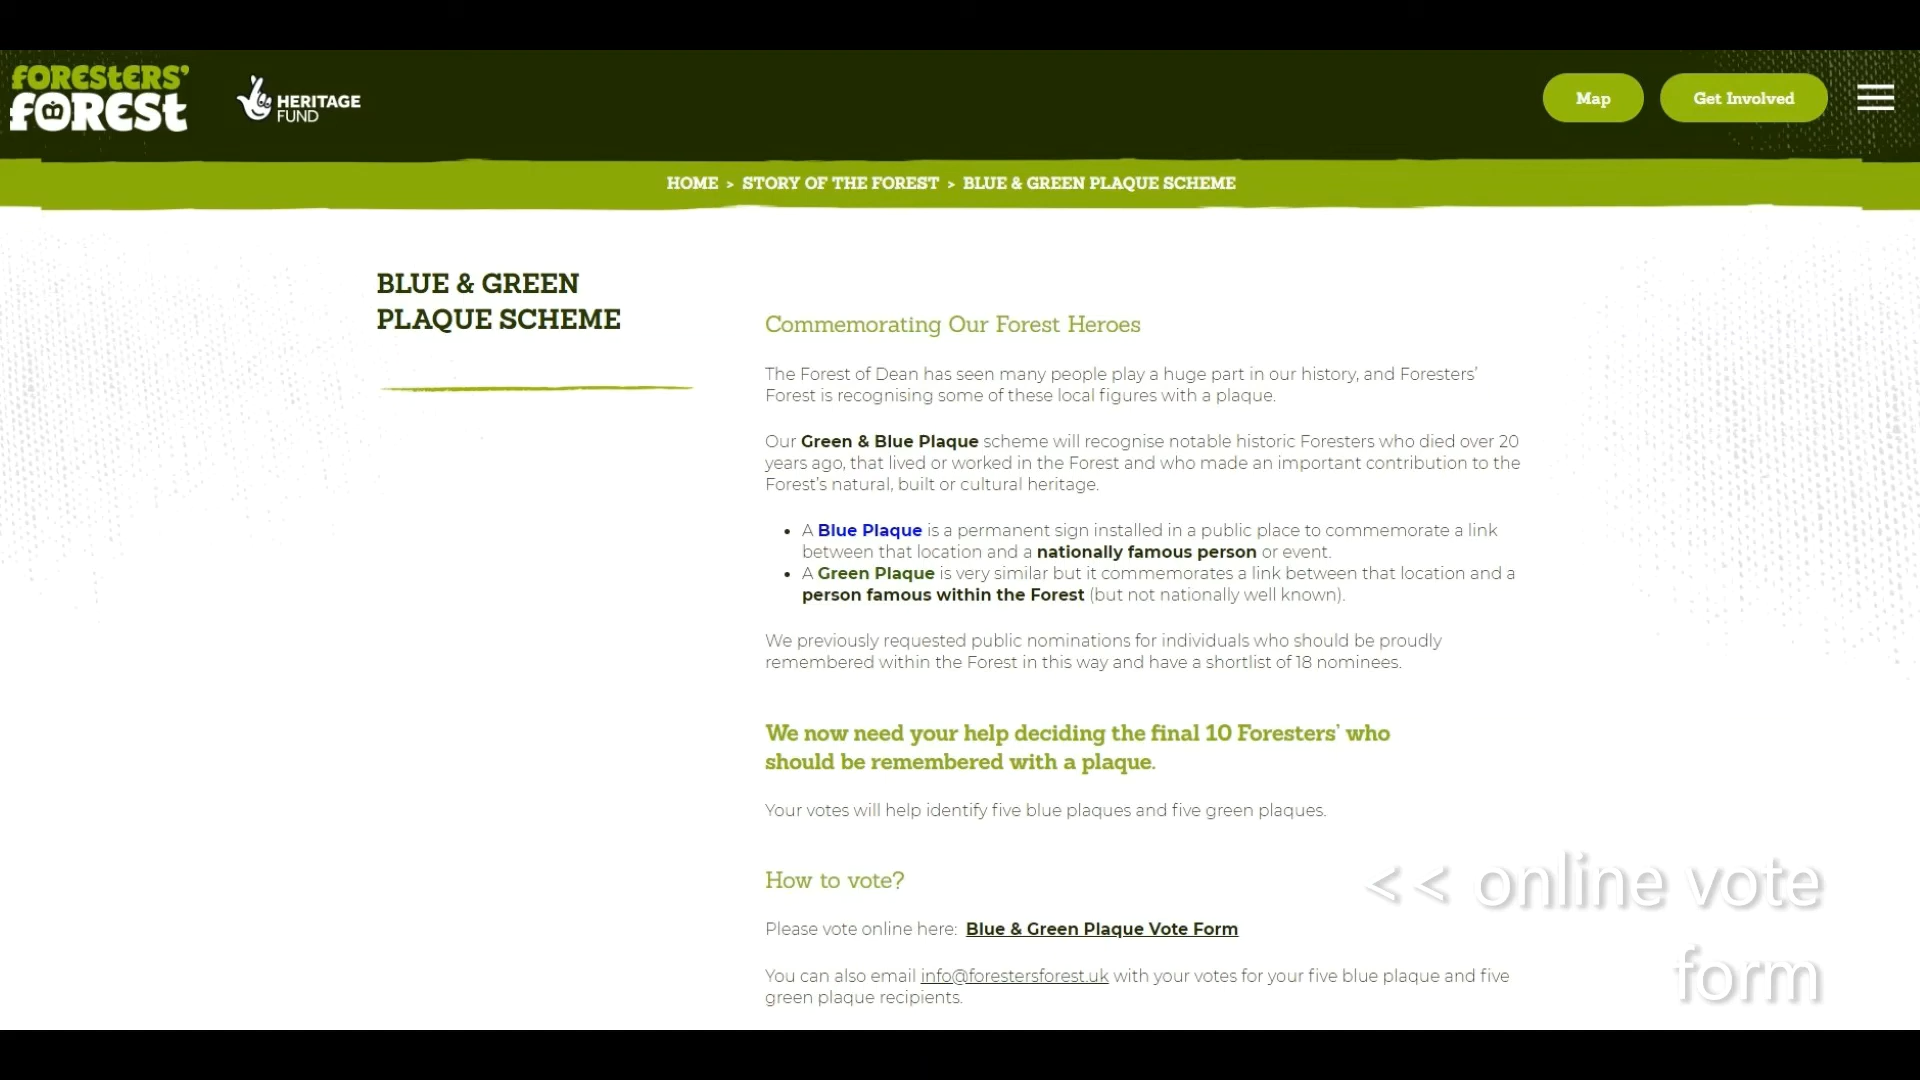 FORESTERS'
FOREST
HERITAGE
FUND
Map
Get Involved
HOME > STORY OF THE FOREST > BLUE & GREEN PLAQUE SCHEME
BLUE & GREEN
PLAQUE SCHEME
Commemorating Our Forest Heroes
The Forest of Dean has seen many people play a huge part in our history, and Foresters'
Forest is recognising some of these local figures with a plaque.
Our Green & Blue Plaque scheme will recognise notable historic Foresters who died over 20
years ago, that lived or worked in the Forest and who made an important contribution to the
Forest's natural, built or cultural heritage.
• A Blue Plaque is a permanent sign installed in a public place to commemorate a link
between that location and a nationally famous person or event.
• A Green Plaque is very similar but it commemorates a link between that location and a
person famous within the Forest (but not nationally well known).
We previously requested public nominations for individuals who should be proudly
remembered within the Forest in this way and have a shortlist of 18 nominees.
We now need your help deciding the final 10 Foresters' who
should be remembered with a plaque.
Your votes will help identify five blue plaques and five green plaques.
How to vote?
Please vote online here: Blue & Green Plaque Vote Form
You can also email info@forestersforest.uk with your votes for your five blue plaque and five
green plaque recipients.
<< online vote
form